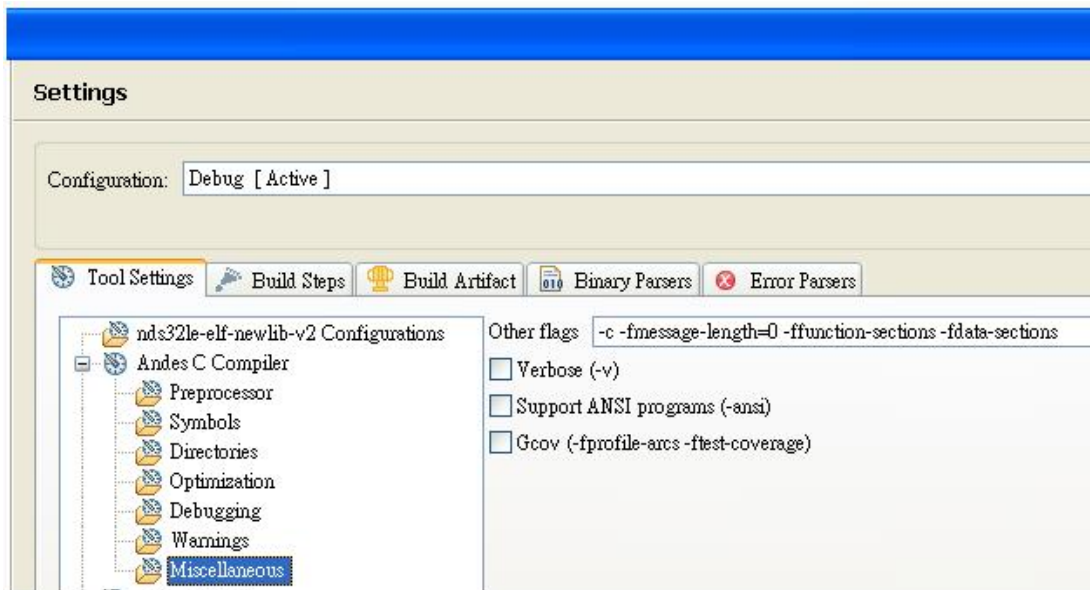 Settings
Configuration: Debug [ Active ]
Tool Settings Build Steps Build Artifact Binary Parsers Error Parsers
nds32le-elf-newlib-v2 Configurations
Andes C Compiler
Preprocessor
Symbols
Directories
Optimization
Debugging
Warnings
Miscellaneous
Other flags -c -fmessage-length=0 -ffunction-sections -fdata-sections
Verbose (-v)
Support ANSI programs (-ansi)
Gcov (-fprofile-arcs -ftest-coverage)